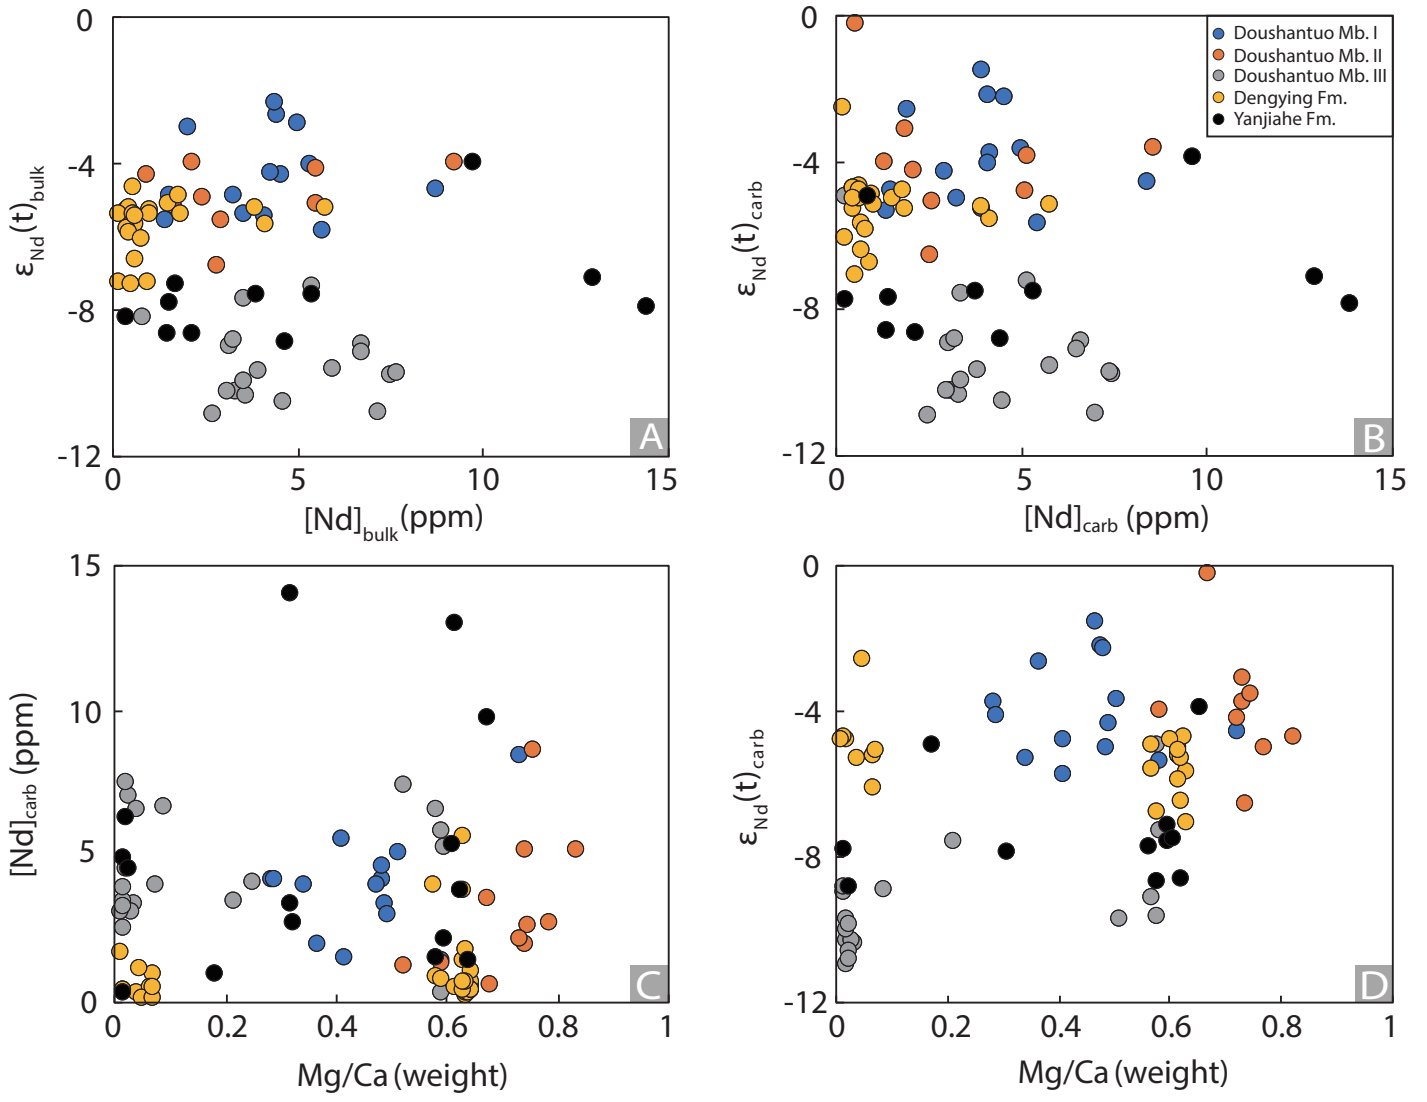 0
-4
-8
-12
εNd(t)bulk
0
5
10
15
[Nd]bulk (ppm)
A
0
-4
-8
-12
εNd(t)carb
0
5
10
15
[Nd]carb (ppm)
B
Doushantuo Mb. I
Doushantuo Mb. II
Doushantuo Mb. III
Dengying Fm.
Yanjiahe Fm.
15
10
5
0
[Nd]carb (ppm)
0
0.2
0.4
0.6
0.8
1
Mg/Ca (weight)
C
0
-4
-8
-12
εNd(t)carb
0
0.2
0.4
0.6
0.8
1
Mg/Ca (weight)
D